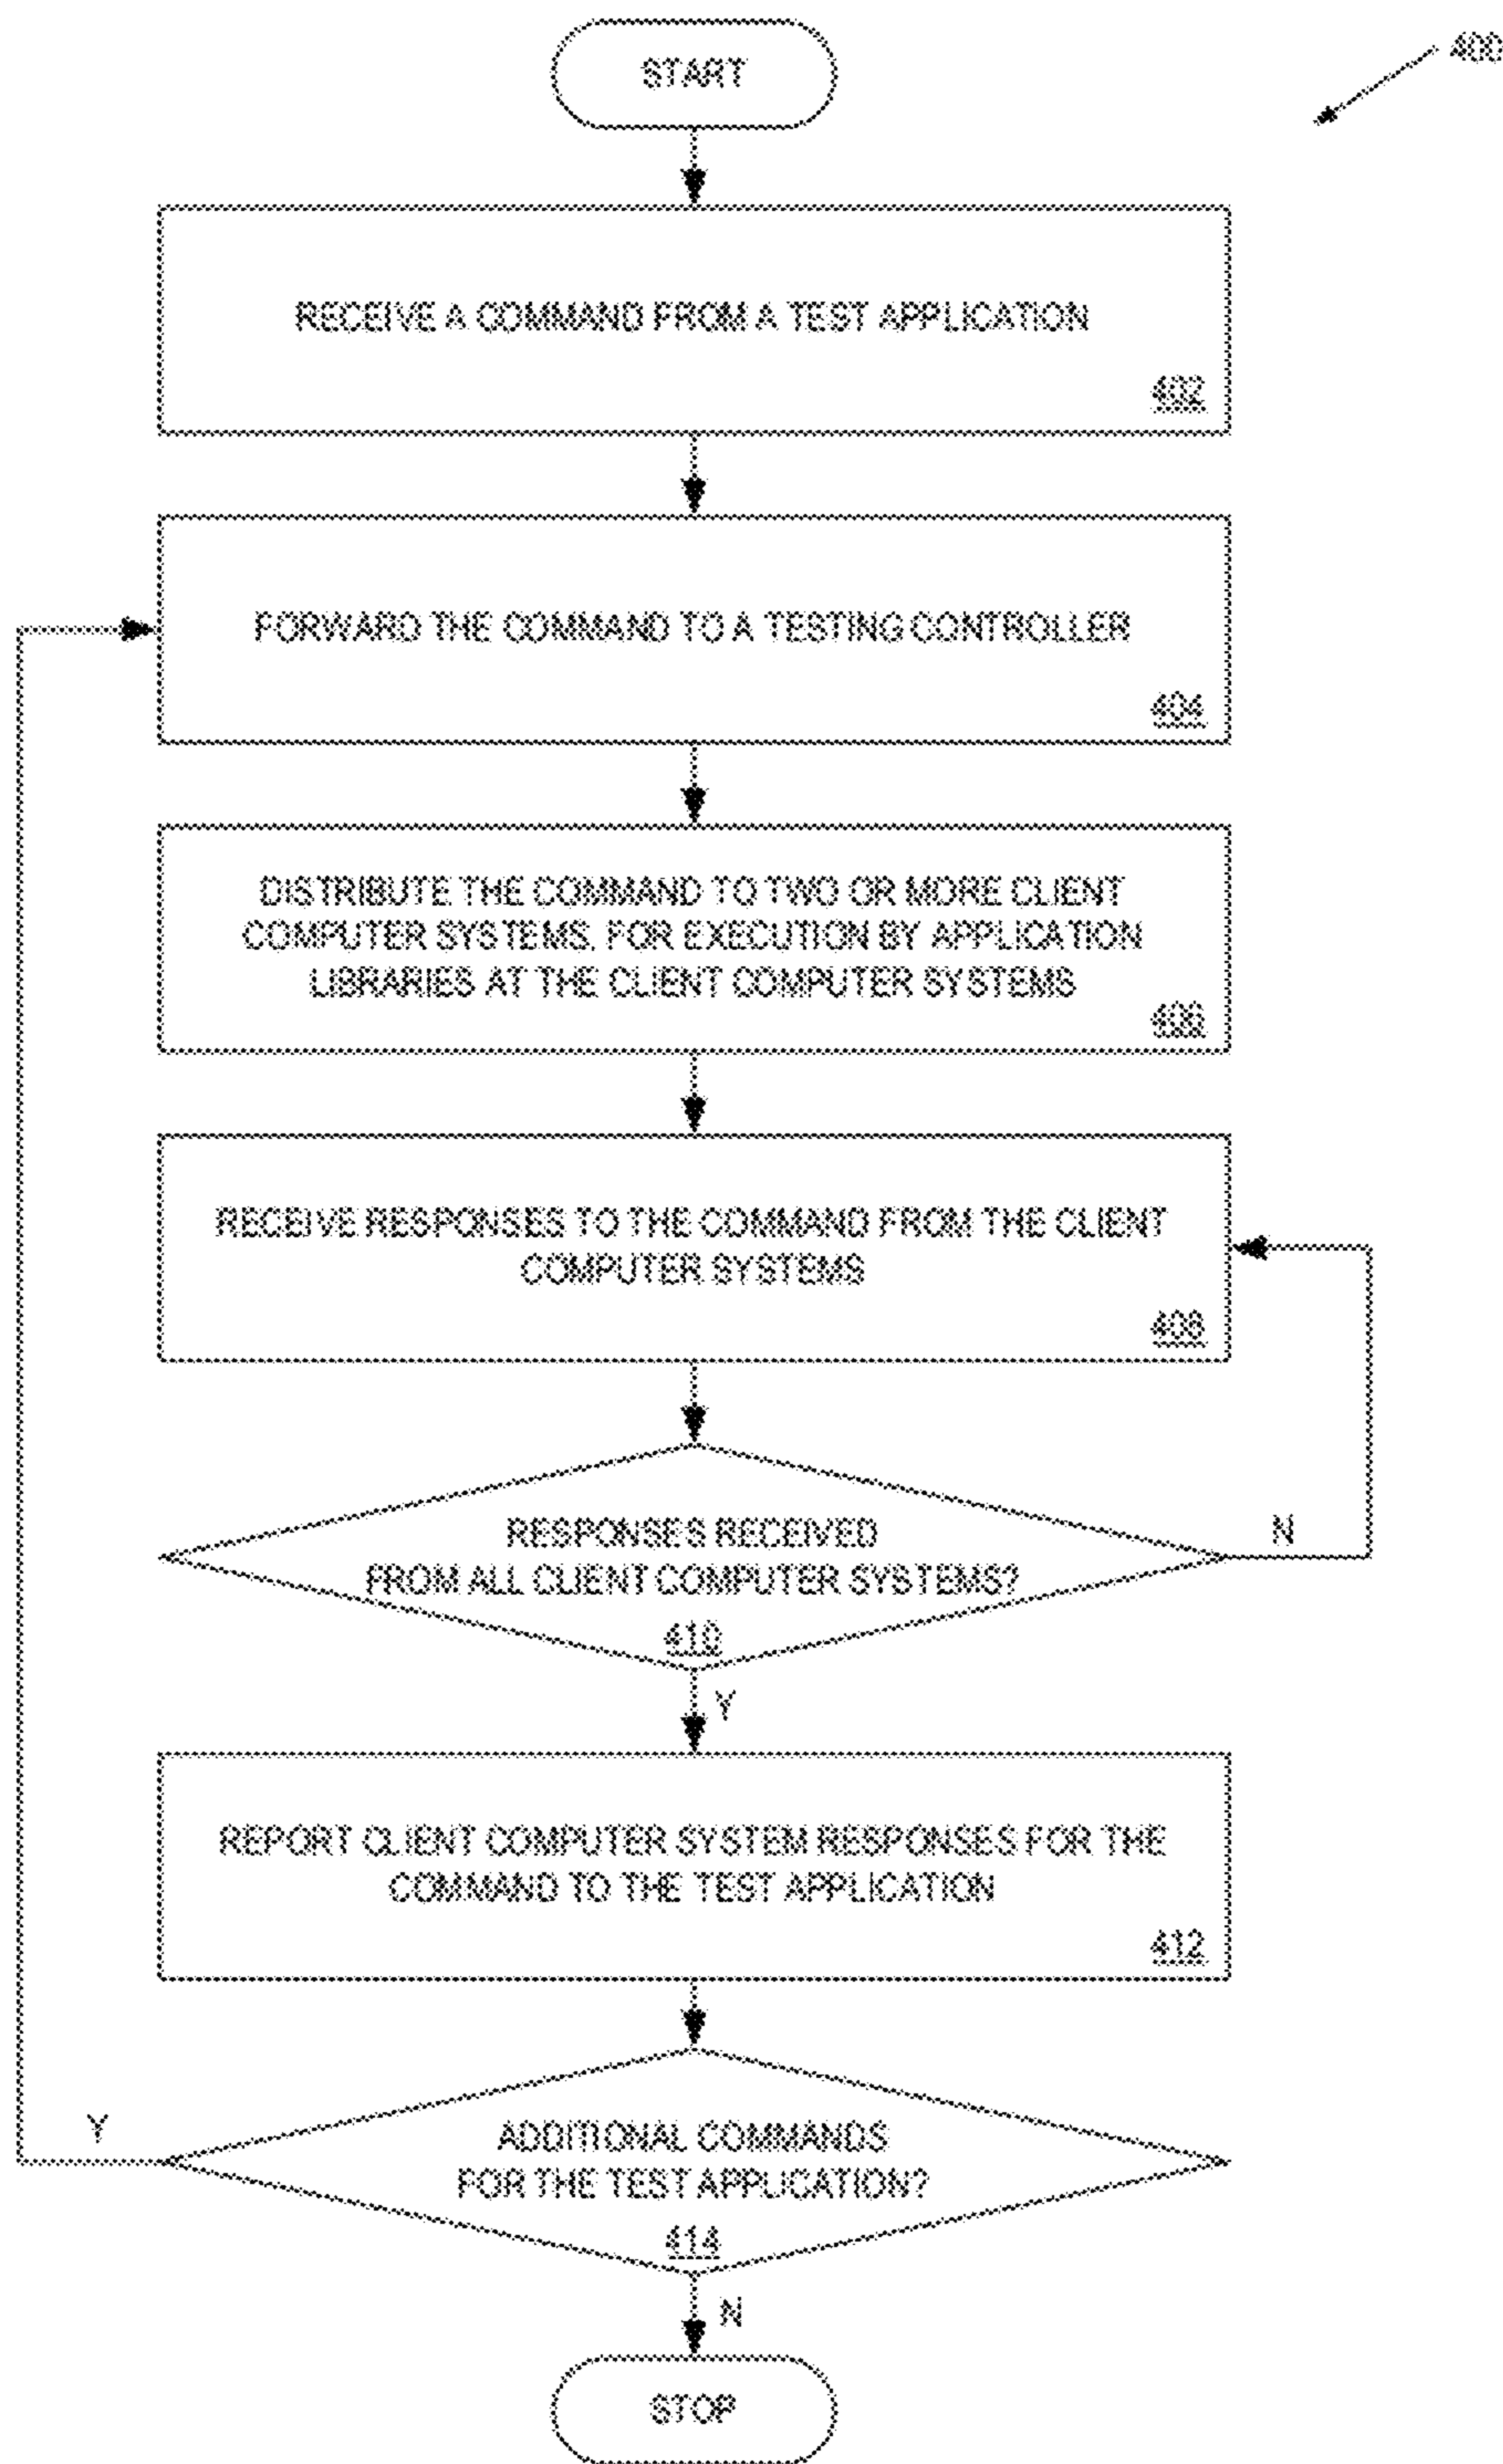 START
400
RECEIVE A COMMAND FROM A TEST APPLICATION
402
FORWARD THE COMMAND TO A TESTING CONTROLLER
404
DISTRIBUTE THE COMMAND TO TWO OR MORE CLIENT
COMPUTER SYSTEMS, FOR EXECUTION BY APPLICATION
LIBRARIES AT THE CLIENT COMPUTER SYSTEMS
406
RECEIVE RESPONSES TO THE COMMAND FROM THE CLIENT
COMPUTER SYSTEMS
408
RESPONSES RECEIVED
FROM ALL CLIENT COMPUTER SYSTEMS?
N
410
Y
REPORT CLIENT COMPUTER SYSTEM RESPONSES FOR THE
COMMAND TO THE TEST APPLICATION
412
Y
ADDITIONAL COMMANDS
FOR THE TEST APPLICATION?
414
N
STOP